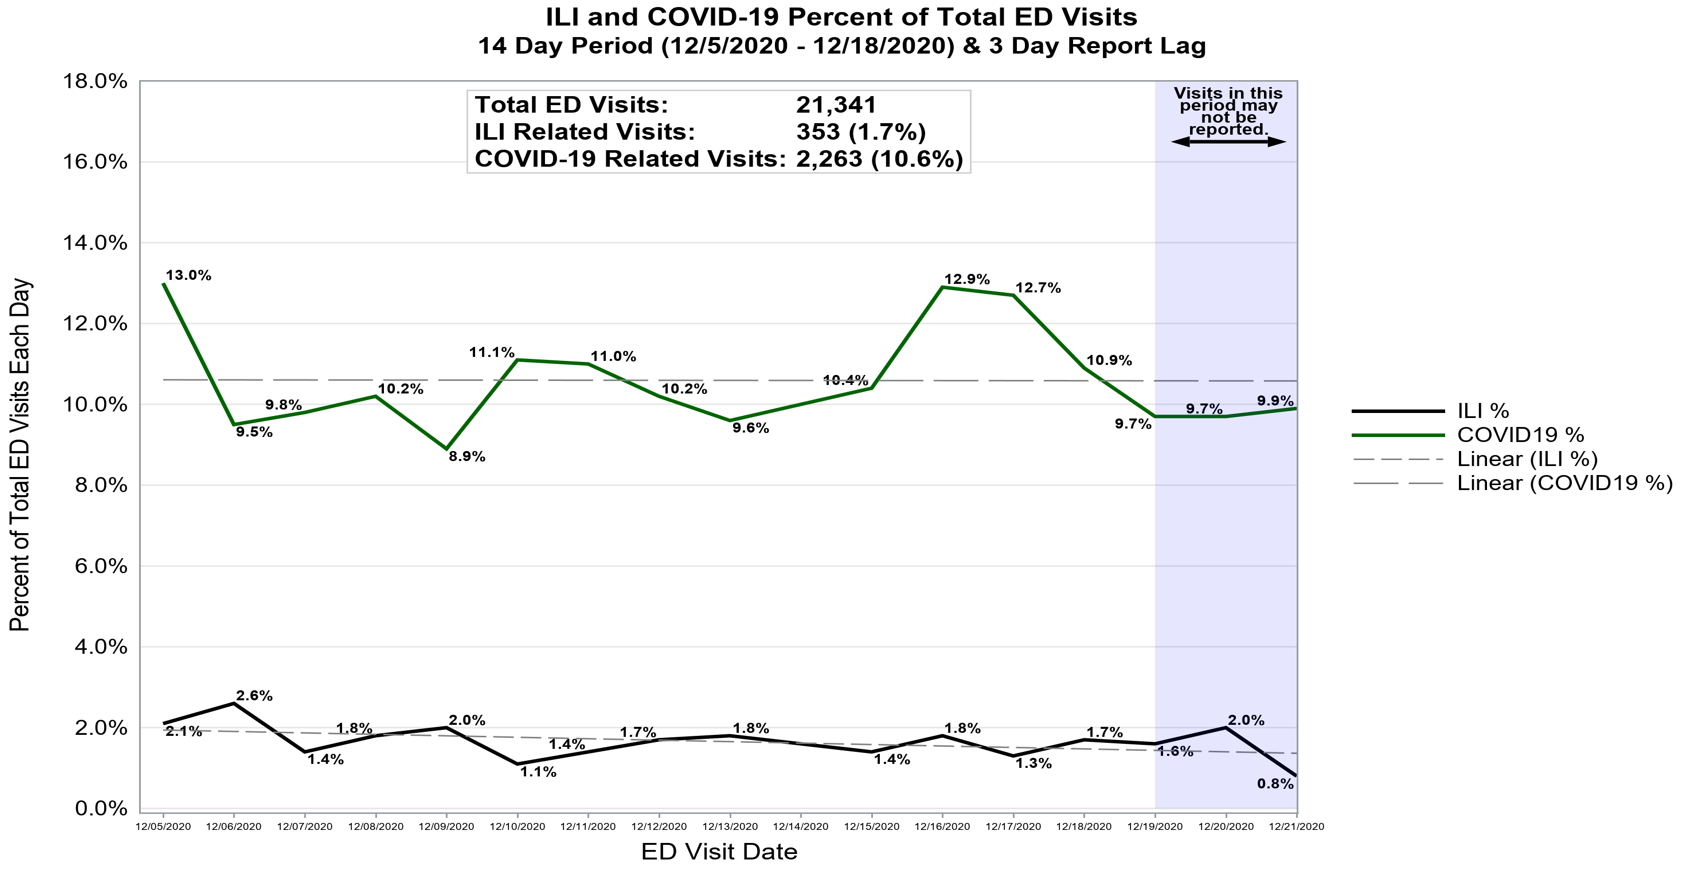 ILI and COVID-19 Percent of Total ED Visits
14 Day Period (12/5/2020 - 12/18/2020) & 3 Day Report Lag
Percent of Total ED Visits Each Day
18.0%
16.0%
14.0%
12.0%
10.0%
8.0%
6.0%
4.0%
2.0%
0.0%
Total ED Visits: 21,341
ILI Related Visits: 353 (1.7%)
COVID-19 Related Visits: 2,263 (10.6%)
Visits in this
period may
not be
reported.
13.0%
9.5%
9.8%
10.2%
8.9%
11.1%
11.0%
10.2%
9.6%
10.4%
12.9%
12.7%
10.9%
9.7%
9.7%
9.9%
2.1%
2.6%
1.4%
1.8%
2.0%
1.1%
1.4%
1.7%
1.8%
1.4%
1.8%
1.3%
1.7%
1.6%
2.0%
0.8%
12/05/2020 12/06/2020 12/07/2020 12/08/2020 12/09/2020 12/10/2020 12/11/2020 12/12/2020 12/13/2020 12/14/2020 12/15/2020 12/16/2020 12/17/2020 12/18/2020 12/19/2020 12/20/2020 12/21/2020
ED Visit Date
ILI %
COVID19 %
Linear (ILI %)
Linear (COVID19 %)